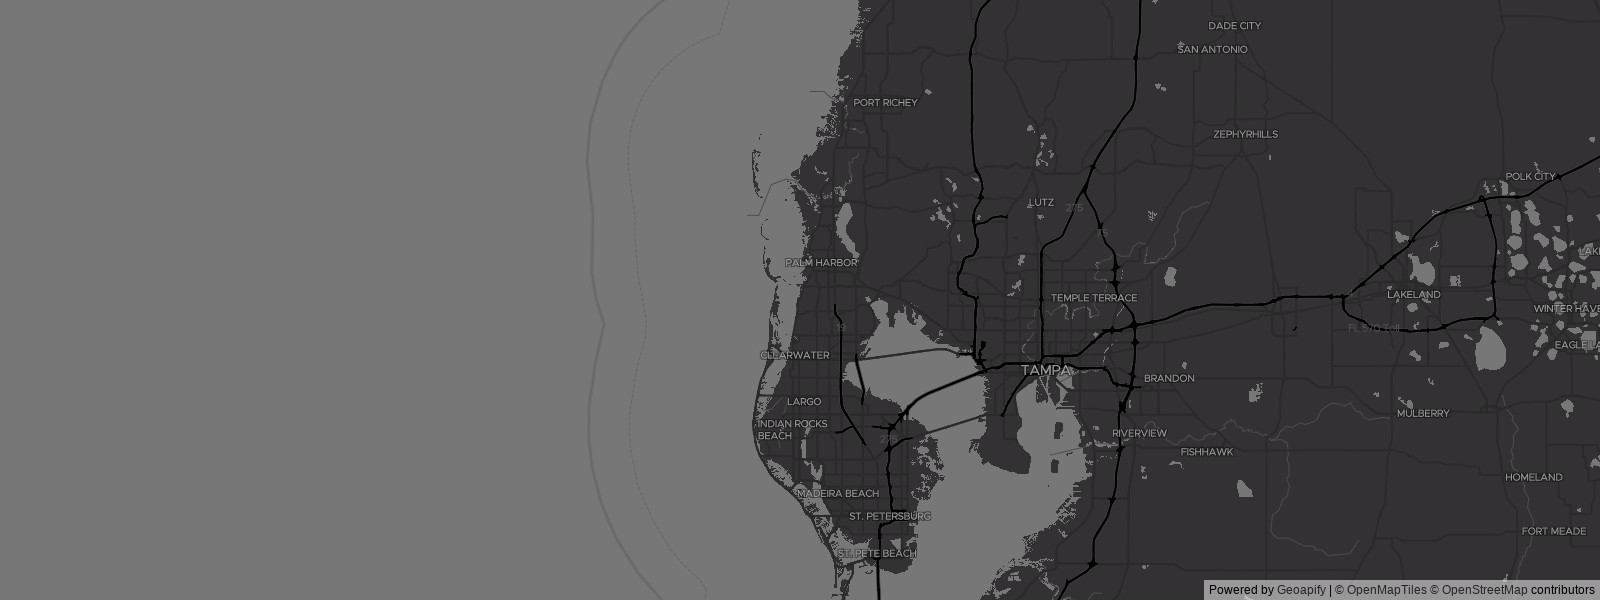 DADE CITY
SAN ANTONIO
PORT RICHEY
ZEPHYRHILLS
POLK CITY
LUTZ
275
75
PALM HARBOR
TEMPLE TERRACE
LAKELAND
WINTER HAVE
19
FL 570 Toll
CLEARWATER
TAMPA
BRANDON
LARGO
MULBERRY
INDIAN ROCKS
BEACH
RIVERVIEW
275
FISHHAWK
HOMELAND
MADEIRA BEACH
ST. PETERSBURG
FORT MEADE
ST. PETE BEACH
Powered by Geoapify | © OpenMapTiles © OpenStreetMap contributors